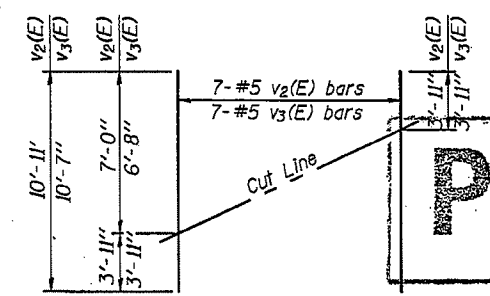 v2(E)
v3(E)
v2(E)
v3(E)
v2(E)
v3(E)
7-#5 v2(E) bars
7-#5 v3(E) bars
3'-11"
3'-11"
10'-11'
10'-7"
7'-0"
6'-8"
Cut Line
3'-11"
3'-11"
P